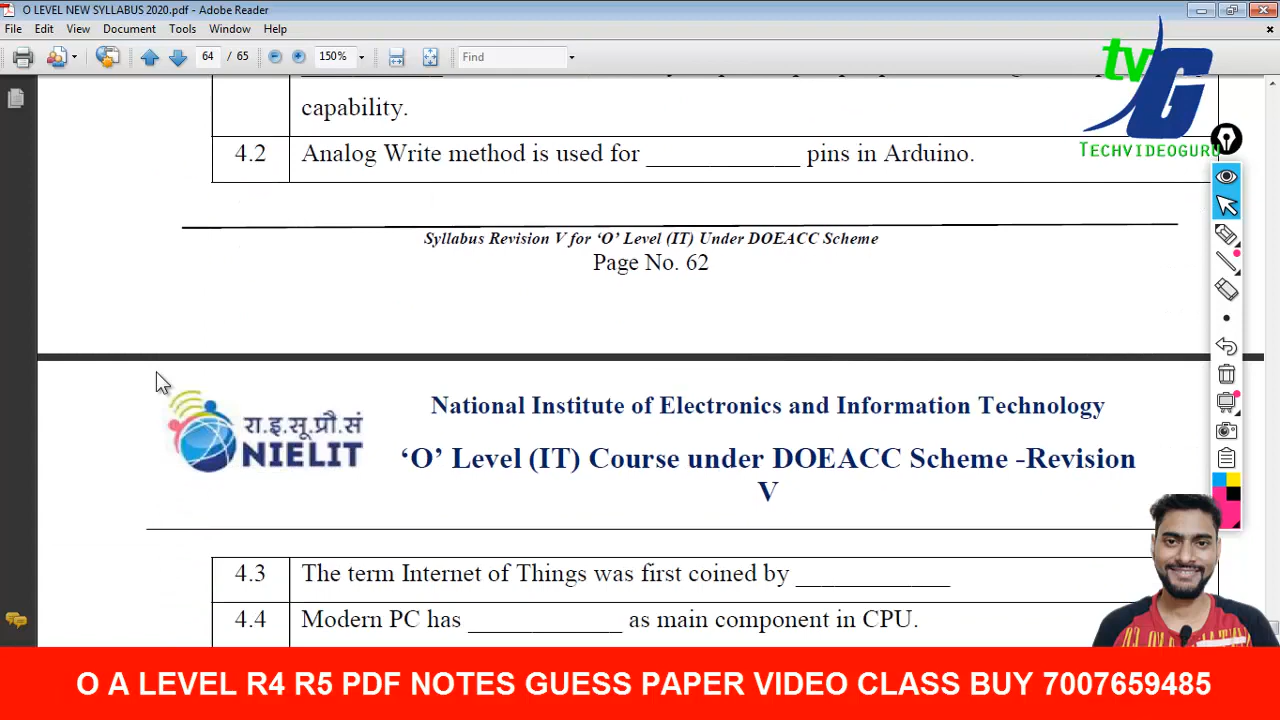 O LEVEL NEW SYLLABUS 2020.pdf - Adobe Reader
File Edit View Document Tools Window Help
64 / 65 150% Find
tvG
TECHVIDEOGURU
capability.
4.2 Analog Write method is used for ____________ pins in Arduino.
Syllabus Revision V for ‘O’ Level (IT) Under DOEACC Scheme
Page No. 62
रा.इ.सू.प्रौ.सं
NIELIT
National Institute of Electronics and Information Technology
‘O’ Level (IT) Course under DOEACC Scheme -Revision
V
4.3 The term Internet of Things was first coined by ____________
4.4 Modern PC has ____________ as main component in CPU.
O A LEVEL R4 R5 PDF NOTES GUESS PAPER VIDEO CLASS BUY 7007659485